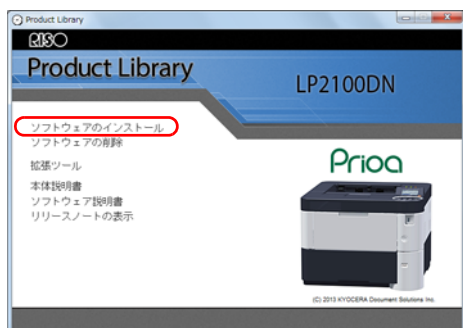 Product Library
RISO
Product Library
LP2100DN
ソフトウェアのインストール
ソフトウェアの削除
拡張ツール
本体説明書
ソフトウェア説明書
リリースノートの表示
Prioa
(C) 2013 KYOCERA Document Solutions Inc.